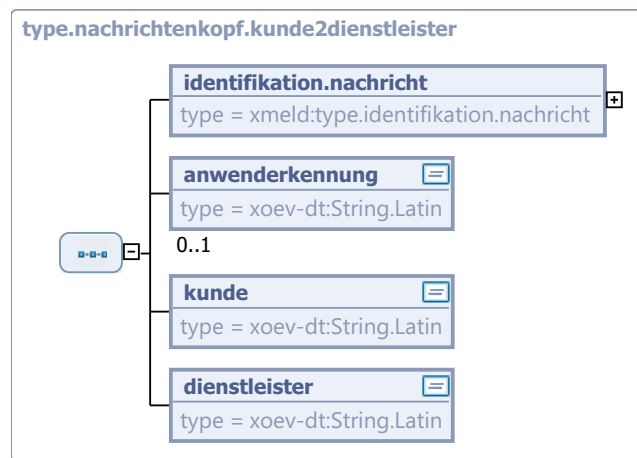 type.nachrichtenkopf.kunde2dienstleister
identifikation.nachricht
type = xmeld:type.identifikation.nachricht
anwenderkennung
type = xoev-dt:String.Latin
0..1
kunde
type = xoev-dt:String.Latin
dienstleister
type = xoev-dt:String.Latin